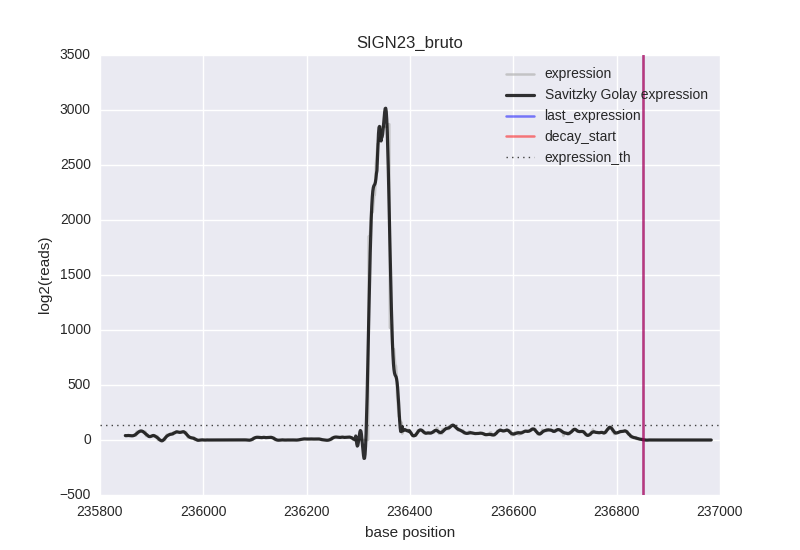 SIGN23_bruto
3500
3000
2500
2000
1500
1000
500
0
−500
log2(reads)
expression
Savitzky Golay expression
last_expression
decay_start
expression_th
235800 236000 236200 236400 236600 236800 237000
base position